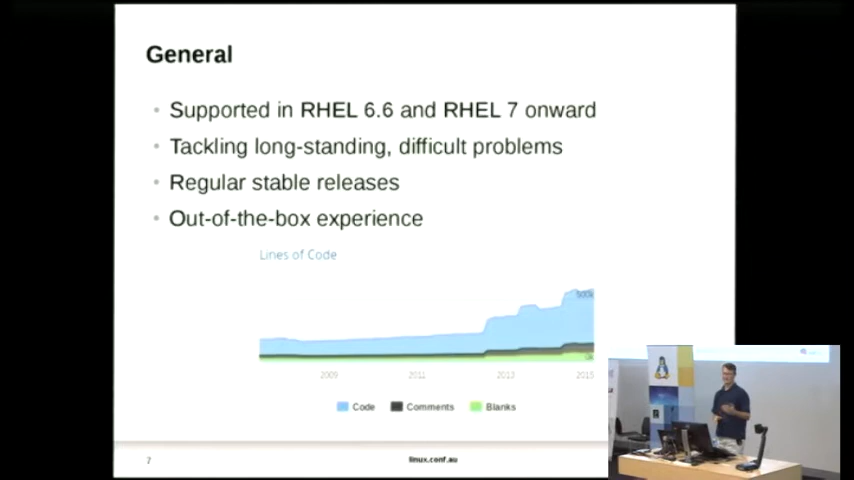 General
Supported in RHEL 6.6 and RHEL 7 onward
Tackling long-standing, difficult problems
Regular stable releases
Out-of-the-box experience
Lines of Code
2009 2011 2013 2015
Code Comments Blanks
7 linux.conf.au